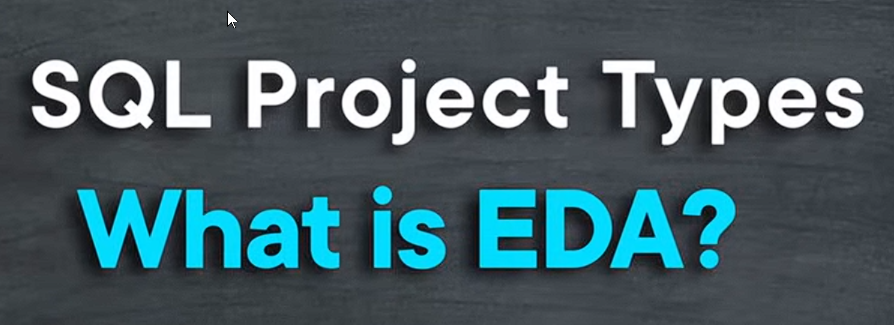 SQL Project Types
What is EDA?